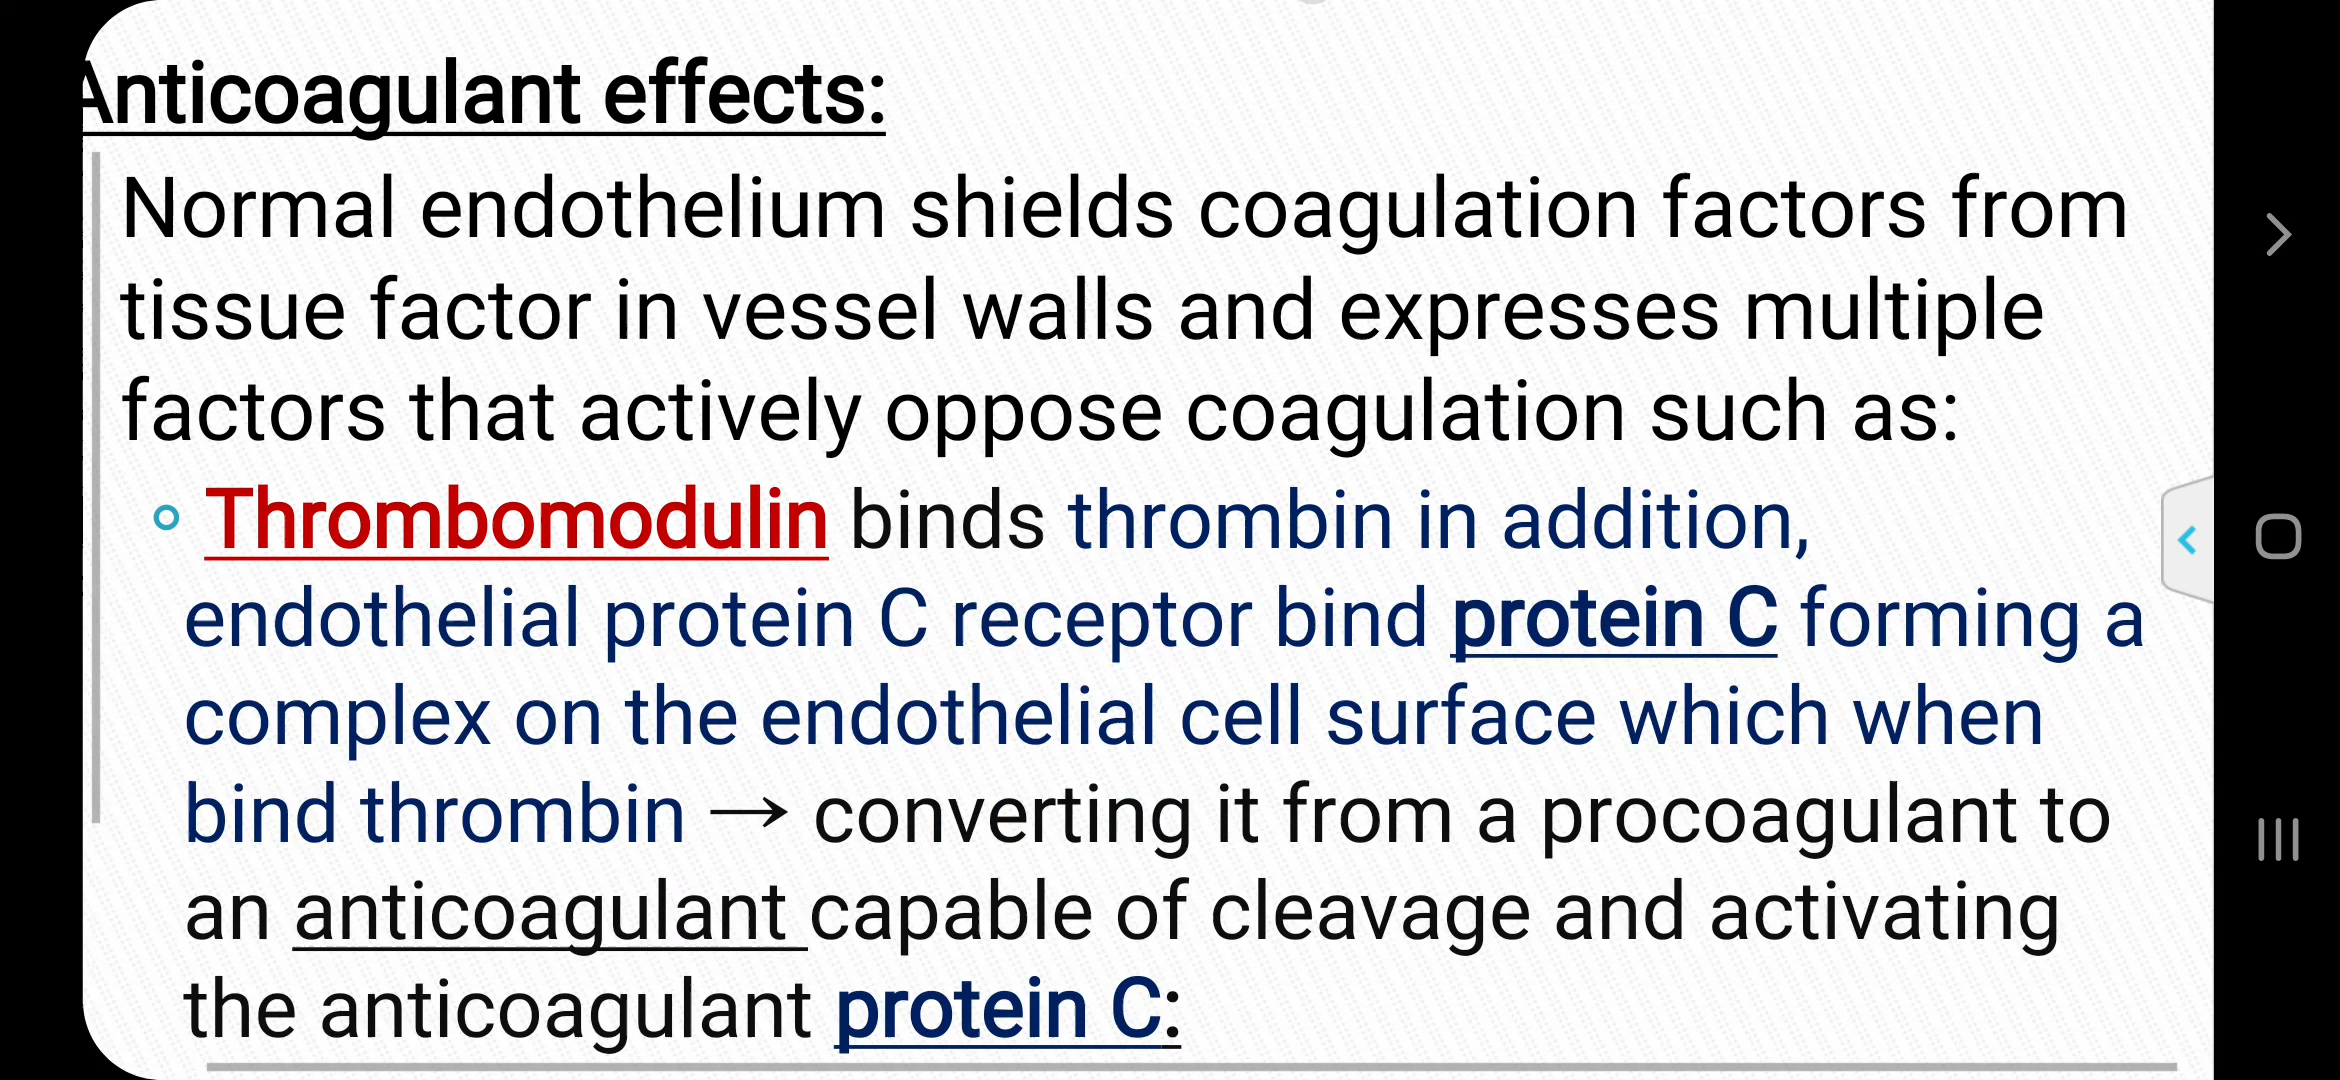 Anticoagulant effects:
Normal endothelium shields coagulation factors from
tissue factor in vessel walls and expresses multiple
factors that actively oppose coagulation such as:
Thrombomodulin binds thrombin in addition,
endothelial protein C receptor bind protein C forming a
complex on the endothelial cell surface which when
bind thrombin → converting it from a procoagulant to
an anticoagulant capable of cleavage and activating
the anticoagulant protein C: